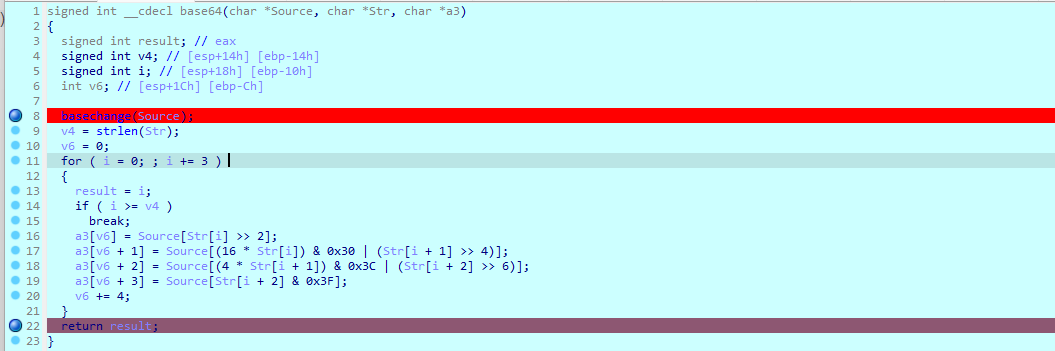 1 signed int __cdecl base64(char *Source, char *Str, char *a3)
2 {
3   signed int result; // eax
4   signed int v4; // [esp+14h] [ebp-14h]
5   signed int i; // [esp+18h] [ebp-10h]
6   int v6; // [esp+1Ch] [ebp-Ch]
7
8   basechange(Source);
9   v4 = strlen(Str);
10   v6 = 0;
11   for ( i = 0; ; i += 3 )
12   {
13     result = i;
14     if ( i >= v4 )
15       break;
16     a3[v6] = Source[Str[i] >> 2];
17     a3[v6 + 1] = Source[(16 * Str[i]) & 0x30 | (Str[i + 1] >> 4)];
18     a3[v6 + 2] = Source[(4 * Str[i + 1]) & 0x3C | (Str[i + 2] >> 6)];
19     a3[v6 + 3] = Source[Str[i + 2] & 0x3F];
20     v6 += 4;
21   }
22   return result;
23 }